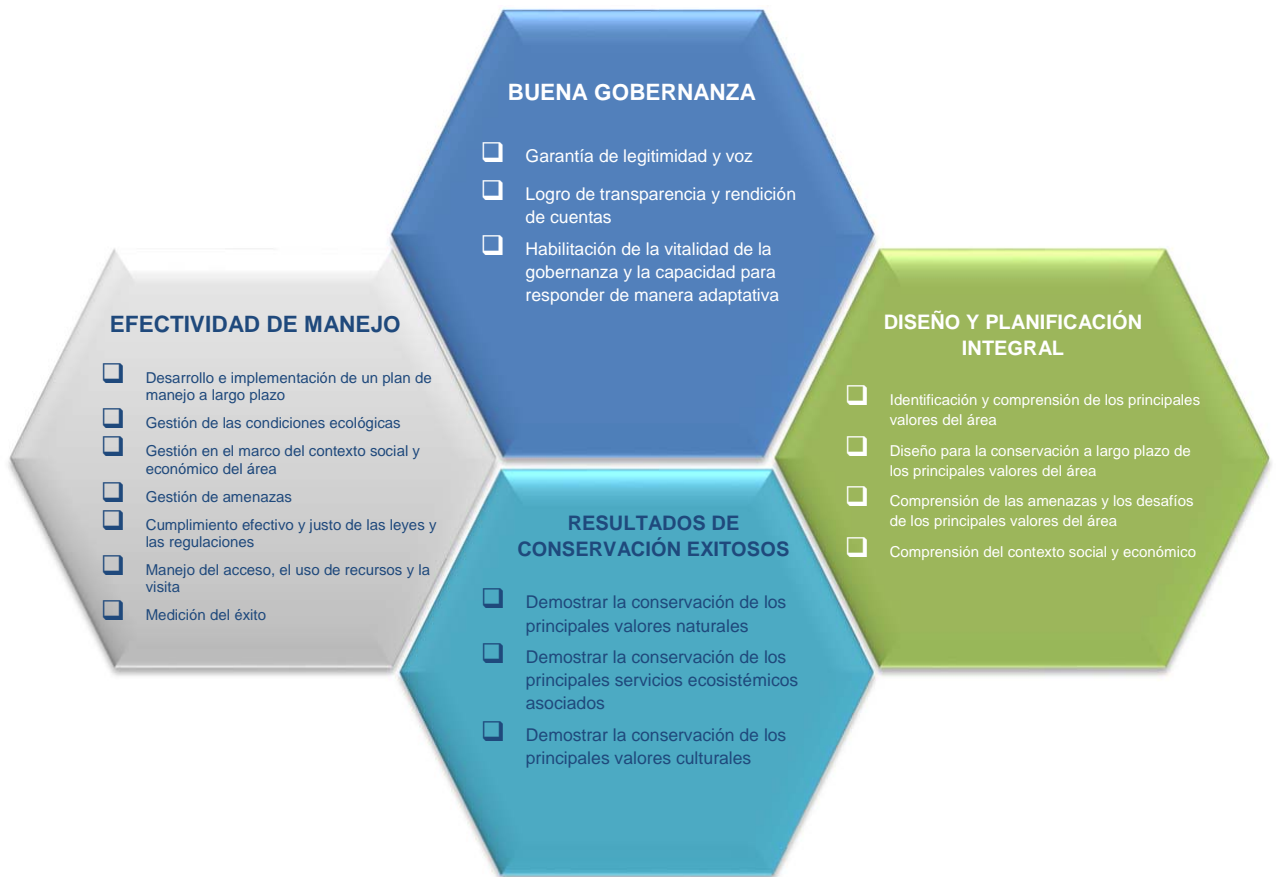 BUENA GOBERNANZA
Garantía de legitimidad y voz
Logro de transparencia y rendición
de cuentas
Habilitación de la vitalidad de la
gobernanza y la capacidad para
responder de manera adaptativa
EFECTIVIDAD DE MANEJO
Desarrollo e implementación de un plan de
manejo a largo plazo
Gestión de las condiciones ecológicas
Gestión en el marco del contexto social y
económico del área
Gestión de amenazas
Cumplimiento efectivo y justo de las leyes y
las regulaciones
Manejo del acceso, el uso de recursos y la
visita
Medición del éxito
DISEÑO Y PLANIFICACIÓN
INTEGRAL
Identificación y comprensión de los principales
valores del área
Diseño para la conservación a largo plazo de
los principales valores del área
Comprensión de las amenazas y los desafíos
de los principales valores del área
Comprensión del contexto social y económico
RESULTADOS DE
CONSERVACIÓN EXITOSOS
Demostrar la conservación de los
principales valores naturales
Demostrar la conservación de los
principales servicios ecosistémicos
asociados
Demostrar la conservación de los
principales valores culturales